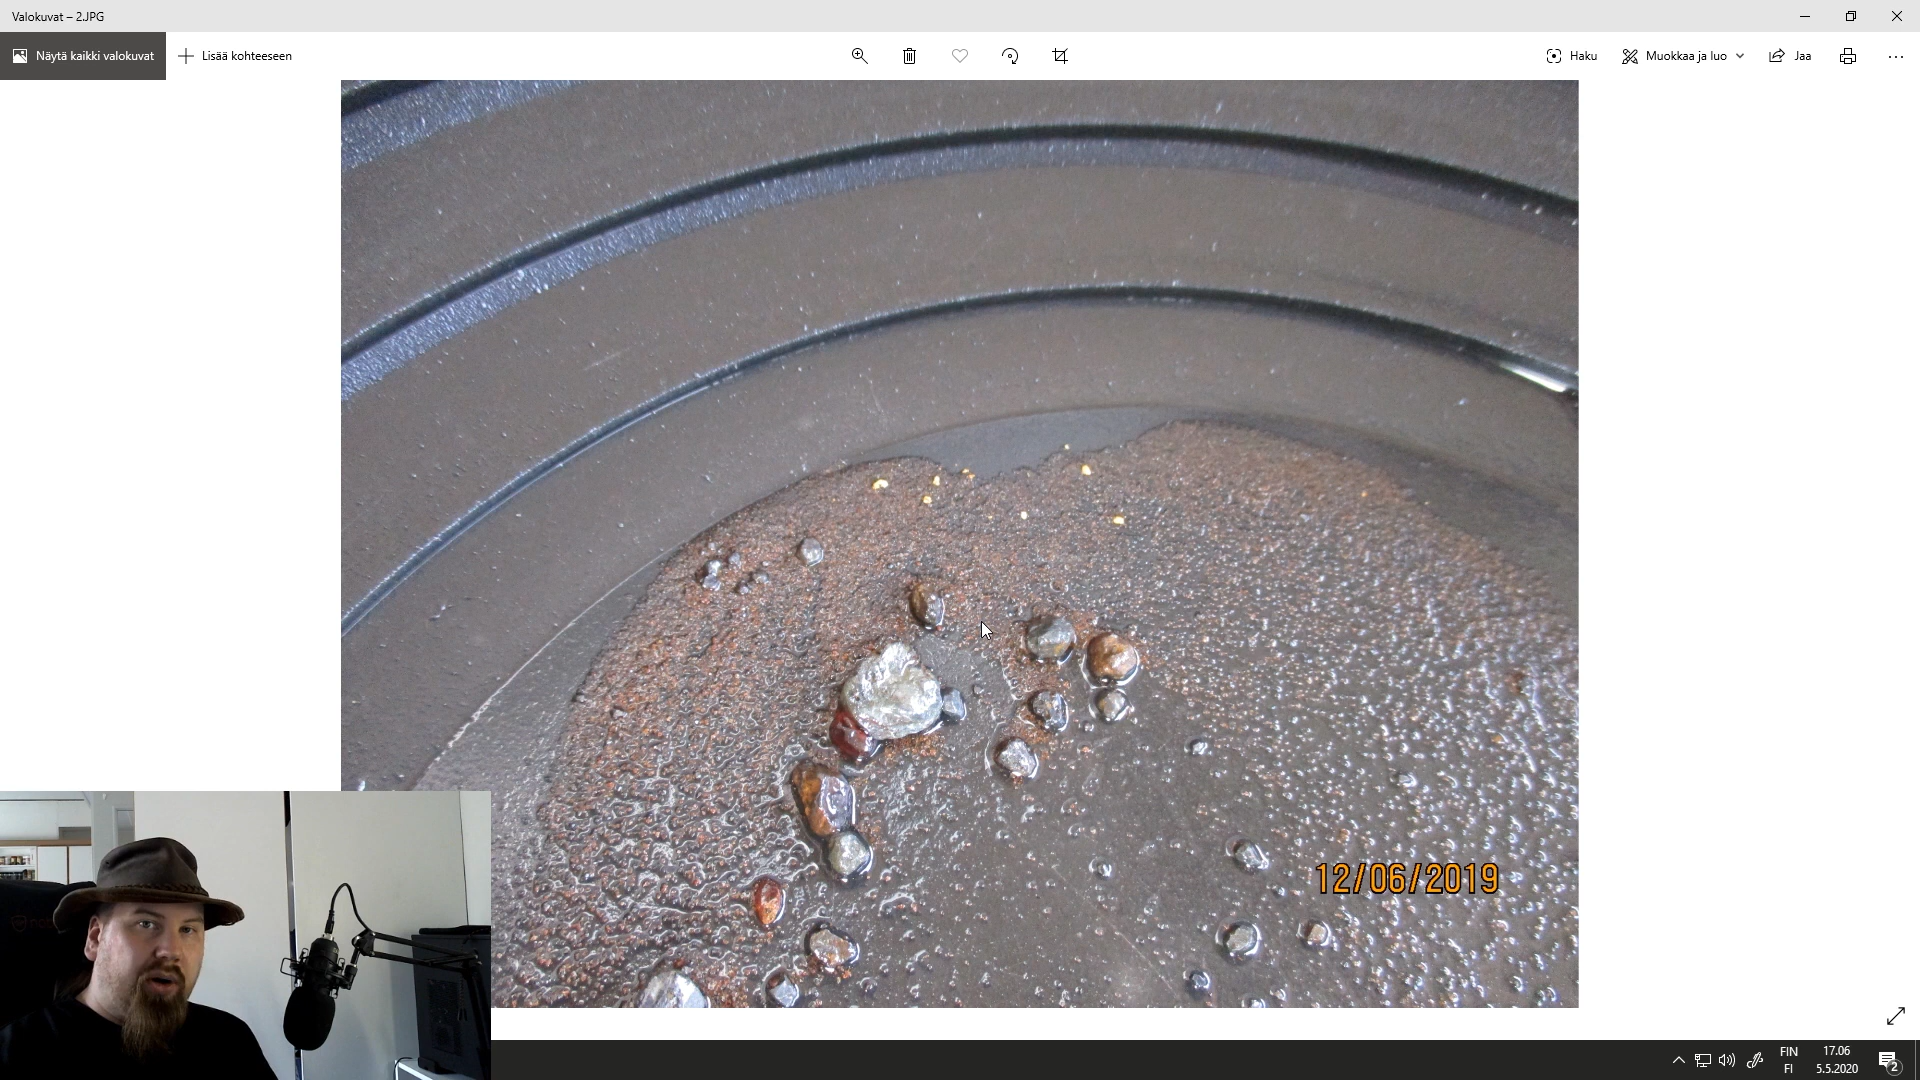 Valokuvat – 2.JPG
Näytä kaikki valokuvat
Lisää kohteeseen
Haku
Muokkaa ja luo
Jaa
12/06/2019
FIN
FI
17.06
5.5.2020
2